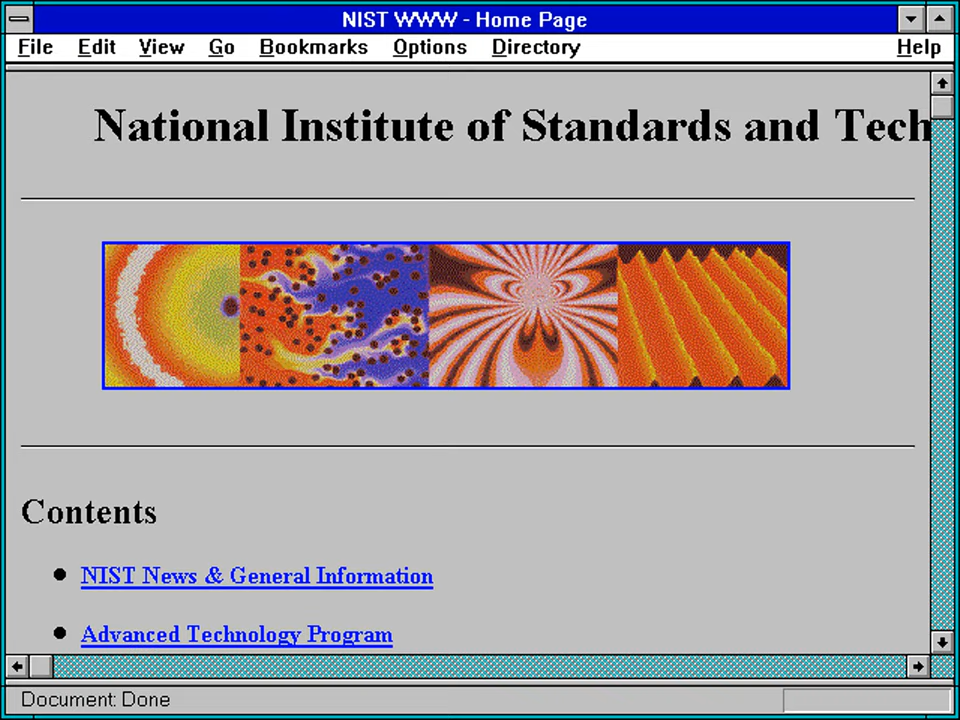 NIST WWW - Home Page
File Edit View Go Bookmarks Options Directory Help
National Institute of Standards and Tech
Contents
NIST News & General Information
Advanced Technology Program
Document: Done